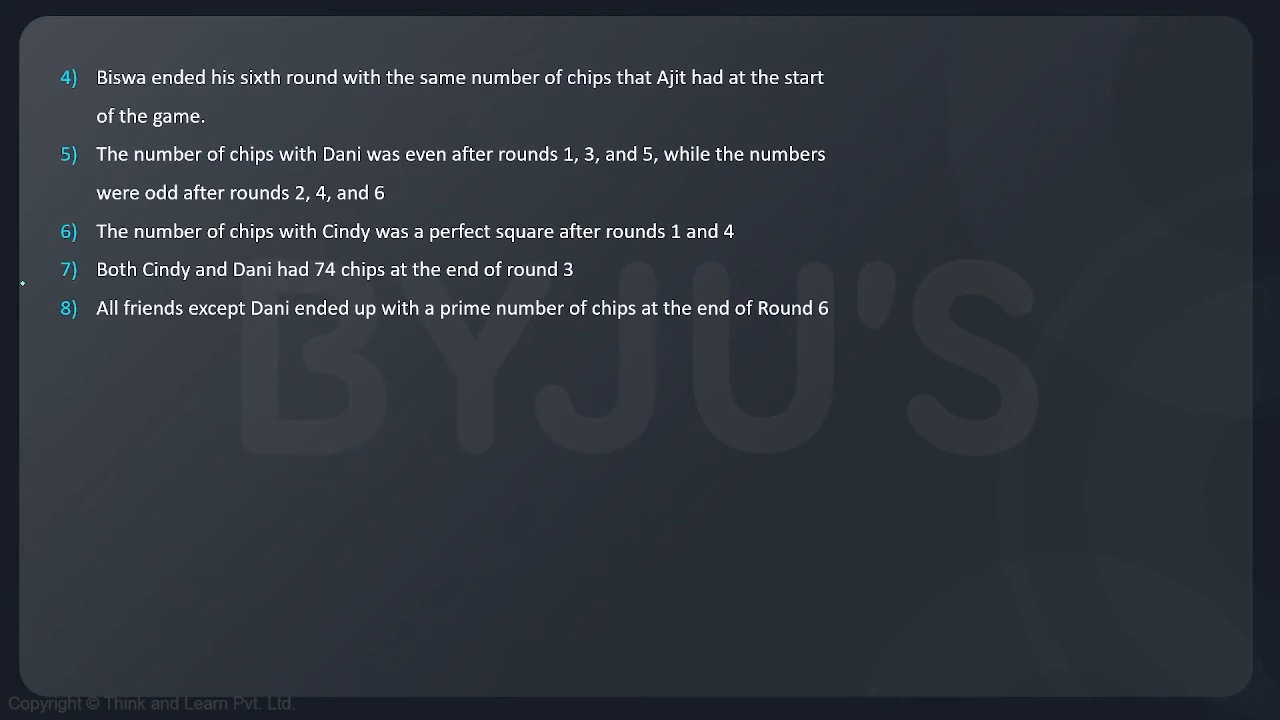 4) Biswa ended his sixth round with the same number of chips that Ajit had at the start
of the game.
5) The number of chips with Dani was even after rounds 1, 3, and 5, while the numbers
were odd after rounds 2, 4, and 6
6) The number of chips with Cindy was a perfect square after rounds 1 and 4
7) Both Cindy and Dani had 74 chips at the end of round 3
8) All friends except Dani ended up with a prime number of chips at the end of Round 6
BYJU'S
Copyright © Think and Learn Pvt. Ltd.